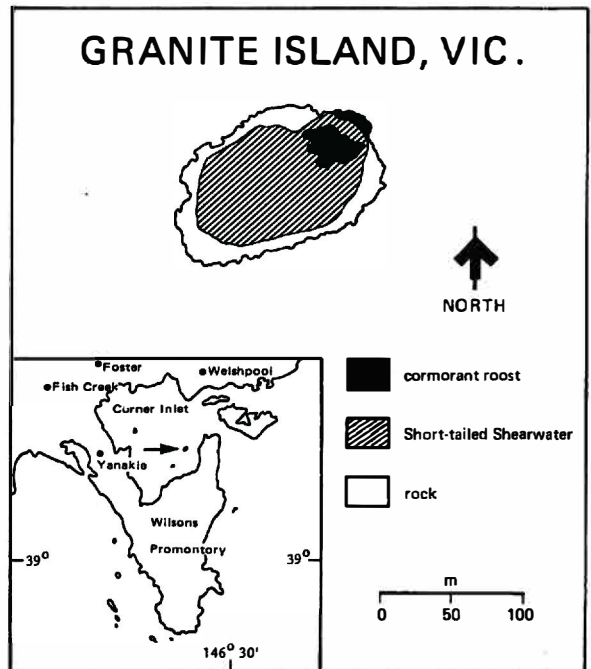 GRANITE ISLAND, VIC.
NORTH
cormorant roost
Short-tailed Shearwater
rock
m
0 50 100
Foster
Welshpool
Fish Creek
Curner Inlet
Yanakie
Wilsons
Promontory
39° 39°
146° 30'